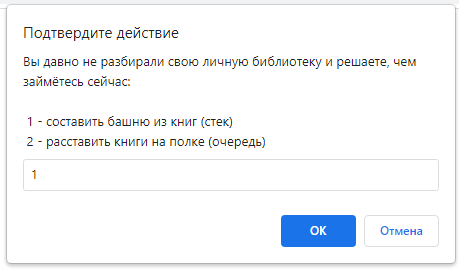 Подтвердите действие
Вы давно не разбирали свою личную библиотеку и решаете, чем
займётесь сейчас:
1 - составить башню из книг (стек)
2 - расставить книги на полке (очередь)
1
ОК
Отмена